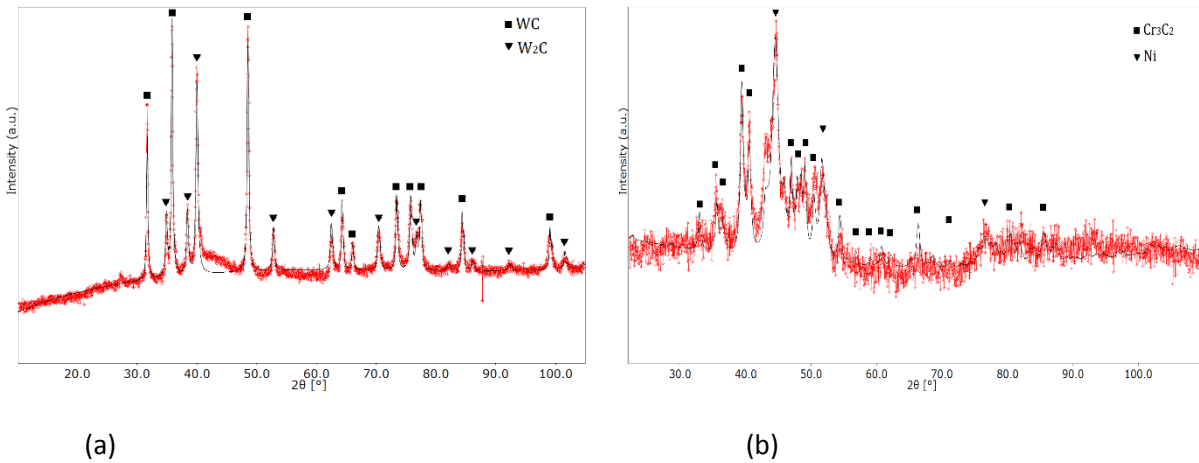 ■ WC
▼ W₂C
Intensity (a.u.)
20.0 30.0 40.0 50.0 60.0 70.0 80.0 90.0 100.0
2θ [°]
(a)
■ Cr₃C₂
▼ Ni
Intensity (a.u.)
30.0 40.0 50.0 60.0 70.0 80.0 90.0 100.0
2θ [°]
(b)